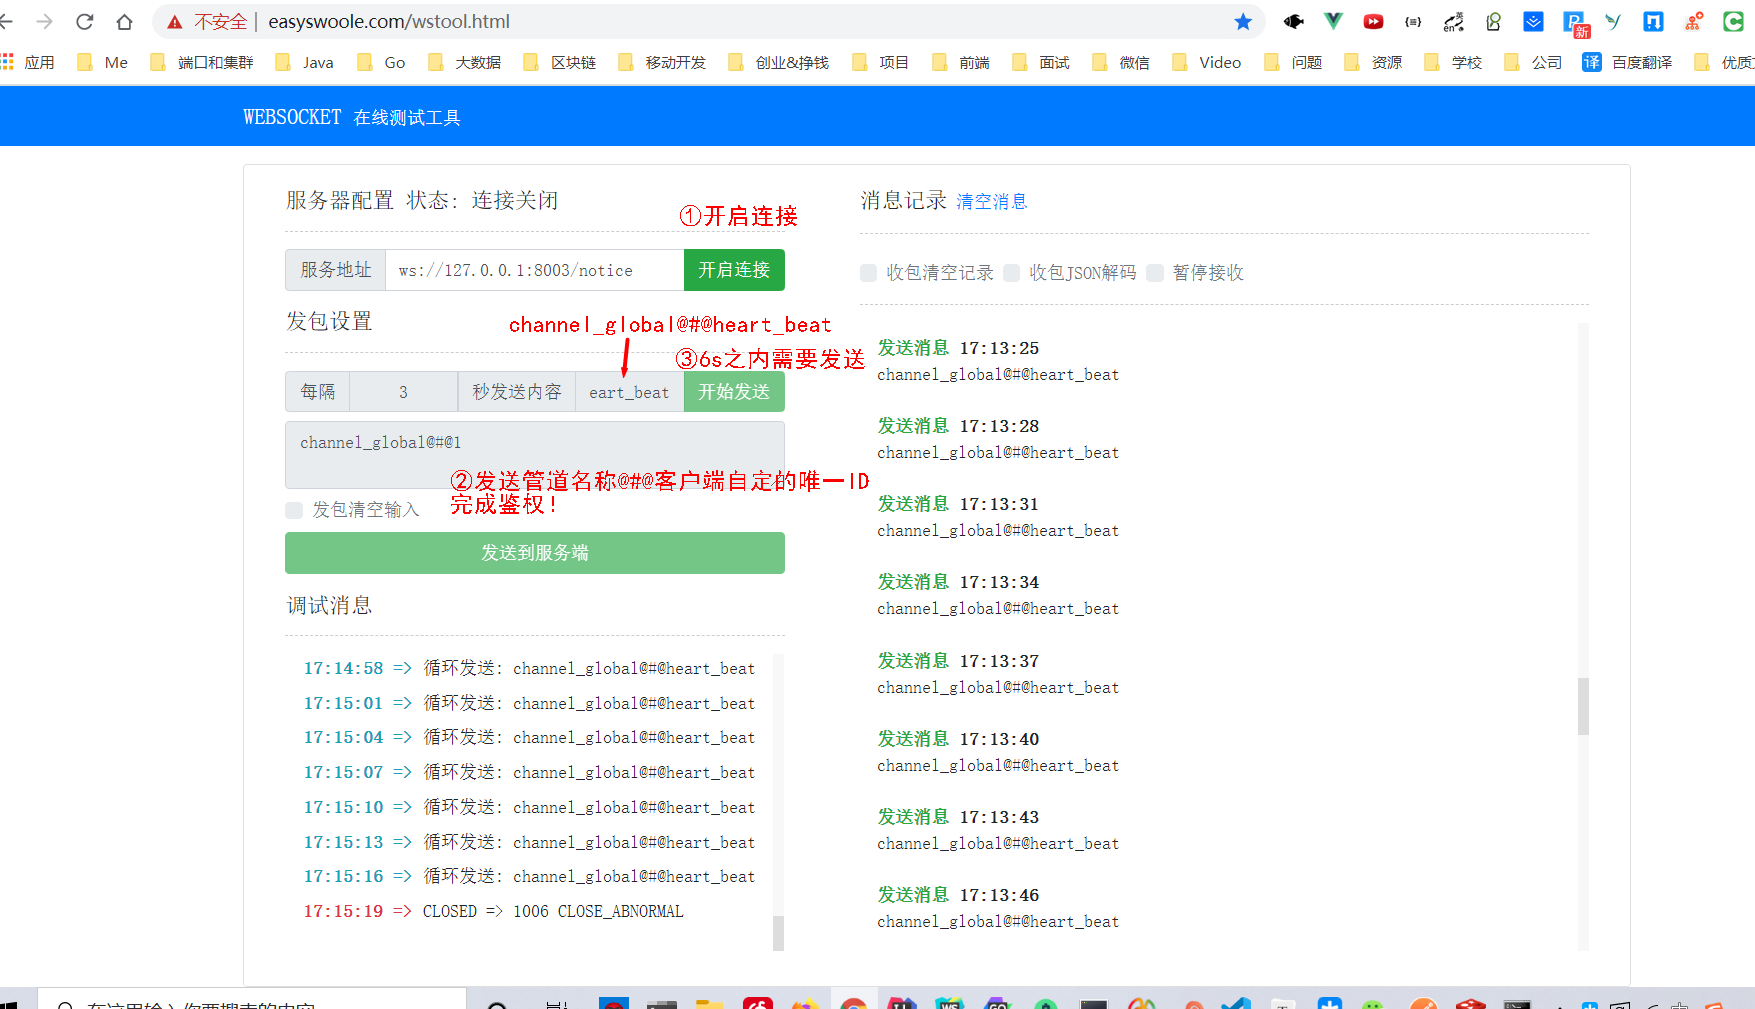 不安全 | easyswoole.com/wstool.html
新
应用 Me 端口和集群 Java Go 大数据 区块链 移动开发 创业&挣钱 项目 前端 面试 微信 Video 问题 资源 学校 公司 译 百度翻译
WEBSOCKET 在线测试工具
服务器配置 状态: 连接关闭
①开启连接
服务地址 ws://127.0.0.1:8003/notice 开启连接
发包设置
channel_global@#@heart_beat
③6s之内需要发送
每隔 3 秒发送内容 eart_beat 开始发送
channel_global@#@1
②发送管道名称@#@客户端自定的唯一ID
完成鉴权!
发包清空输入
发送到服务端
调试消息
17:14:58 => 循环发送: channel_global@#@heart_beat
17:15:01 => 循环发送: channel_global@#@heart_beat
17:15:04 => 循环发送: channel_global@#@heart_beat
17:15:07 => 循环发送: channel_global@#@heart_beat
17:15:10 => 循环发送: channel_global@#@heart_beat
17:15:13 => 循环发送: channel_global@#@heart_beat
17:15:16 => 循环发送: channel_global@#@heart_beat
17:15:19 => CLOSED => 1006 CLOSE_ABNORMAL
消息记录 清空消息
收包清空记录 收包JSON解码 暂停接收
发送消息 17:13:25
channel_global@#@heart_beat
发送消息 17:13:28
channel_global@#@heart_beat
发送消息 17:13:31
channel_global@#@heart_beat
发送消息 17:13:34
channel_global@#@heart_beat
发送消息 17:13:37
channel_global@#@heart_beat
发送消息 17:13:40
channel_global@#@heart_beat
发送消息 17:13:43
channel_global@#@heart_beat
发送消息 17:13:46
channel_global@#@heart_beat